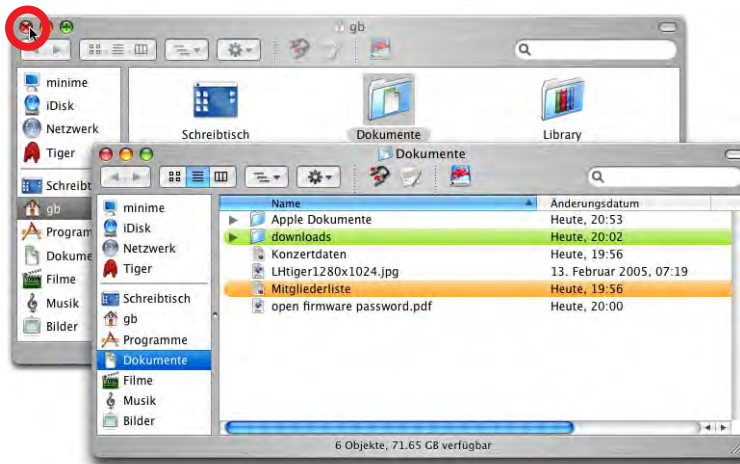 gb
minime
iDisk
Netzwerk
Tiger
Schreibt
gb
Program
Dokume
Filme
Musik
Bilder
Schreibtisch
Dokumente
Library
Dokumente
minime
iDisk
Netzwerk
Tiger
Schreibtisch
gb
Programme
Dokumente
Filme
Musik
Bilder
Name Änderungsdatum
Apple Dokumente Heute, 20:53
downloads Heute, 20:02
Konzertdaten Heute, 19:56
LHtiger1280x1024.jpg 13. Februar 2005, 07:19
Mitgliederliste Heute, 19:56
open firmware password.pdf Heute, 20:00
6 Objekte, 71.65 GB verfügbar